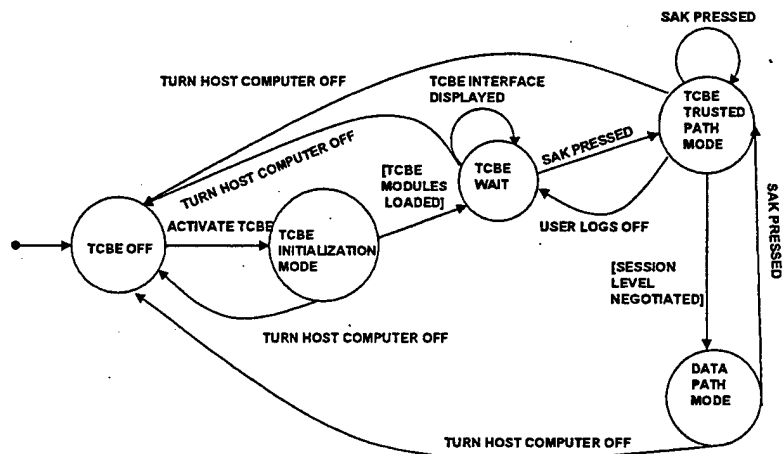 SAK PRESSED
TURN HOST COMPUTER OFF
TCBE INTERFACE
DISPLAYED
TCBE
TRUSTED
PATH
MODE
TURN HOST COMPUTER OFF
[TCBE
MODULES
LOADED]
TCBE
WAIT
SAK PRESSED
SAK PRESSED
TCBE OFF
ACTIVATE TCBE
TCBE
INITIALIZATION
MODE
USER LOGS OFF
[SESSION
LEVEL
NEGOTIATED]
TURN HOST COMPUTER OFF
DATA
PATH
MODE
TURN HOST COMPUTER OFF